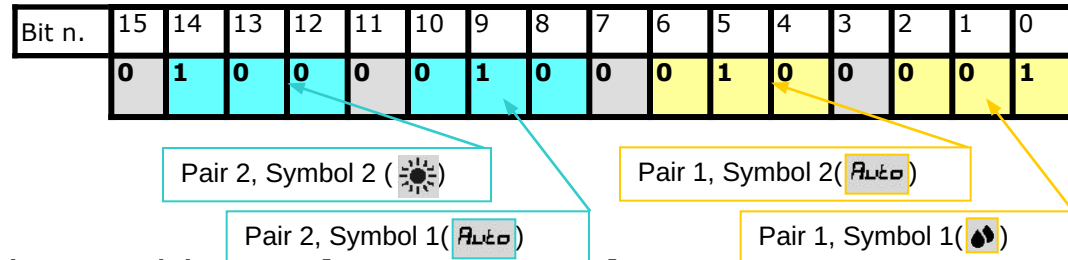 Bit n. 15 14 13 12 11 10 9 8 7 6 5 4 3 2 1 0
0 1 0 0 0 0 1 0 0 0 1 0 0 0 0 1
Pair 2, Symbol 2 ( )
Pair 1, Symbol 2( Auto )
Pair 2, Symbol 1( Auto )
Pair 1, Symbol 1( )